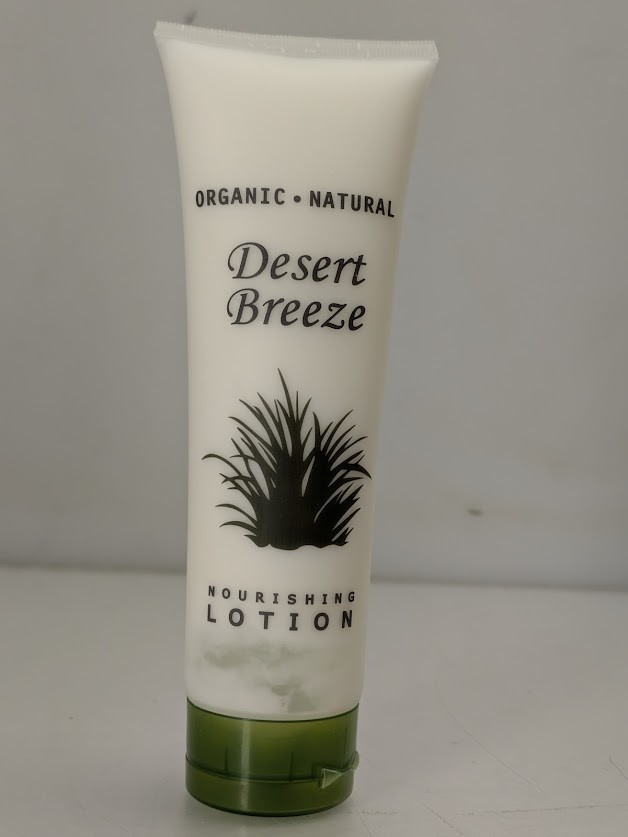 ORGANIC • NATURAL
Desert
Breeze
NOURISHING
LOTION